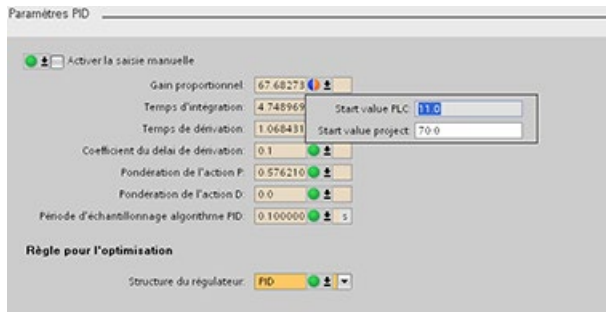 Paramètres PID
Activer la saisie manuelle
Gain proportionnel: 67.68273
Temps d'intégration: 4.748969
Start value PLC: 11.0
Temps de dérivation: 1.068431
Start value project: 70.0
Coefficient du délai de dérivation: 0.1
Pondération de l'action P: 0.576210
Pondération de l'action D: 0.0
Période d'échantillonnage algorithme PID: 0.100000 s
Règle pour l'optimisation
Structure du régulateur: PID